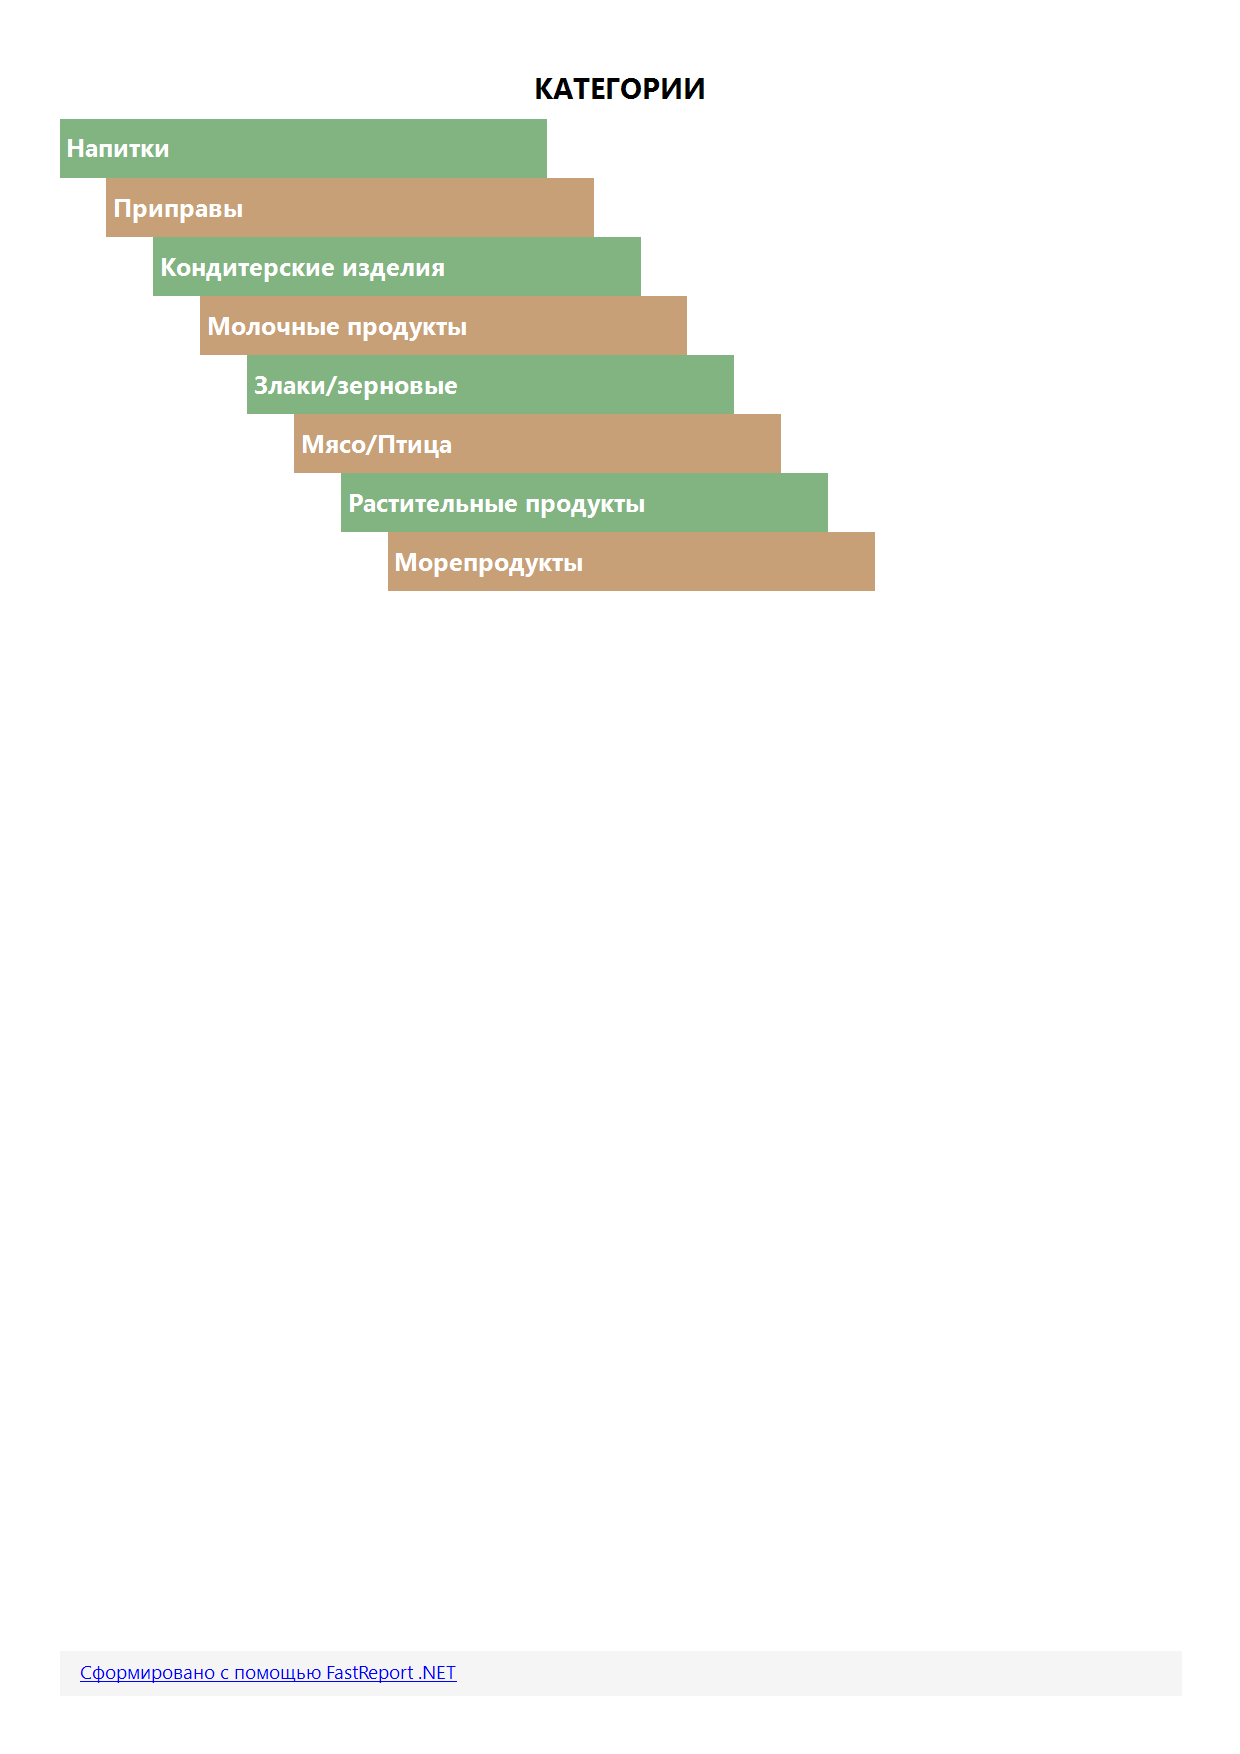 КАТЕГОРИИ
Напитки
Приправы
Кондитерские изделия
Молочные продукты
Злаки/зерновые
Мясо/Птица
Растительные продукты
Морепродукты
Сформировано с помощью FastReport .NET